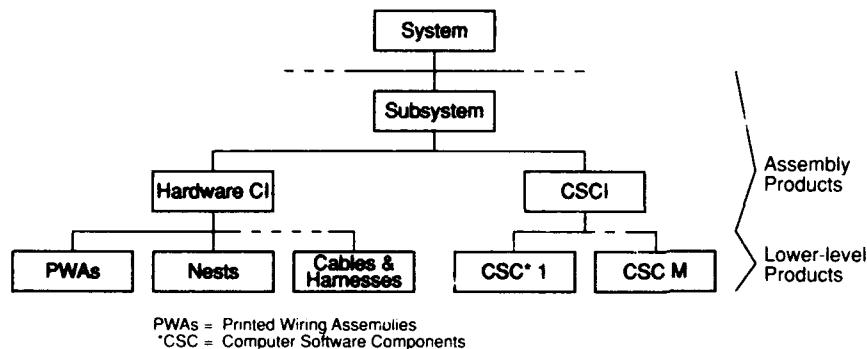 System
Subsystem
Hardware CI
CSCI
Assembly
Products
PWAs
Nests
Cables &
Harnesses
CSC* 1
CSC M
Lower-level
Products
PWAs = Printed Wiring Assemblies
*CSC = Computer Software Components